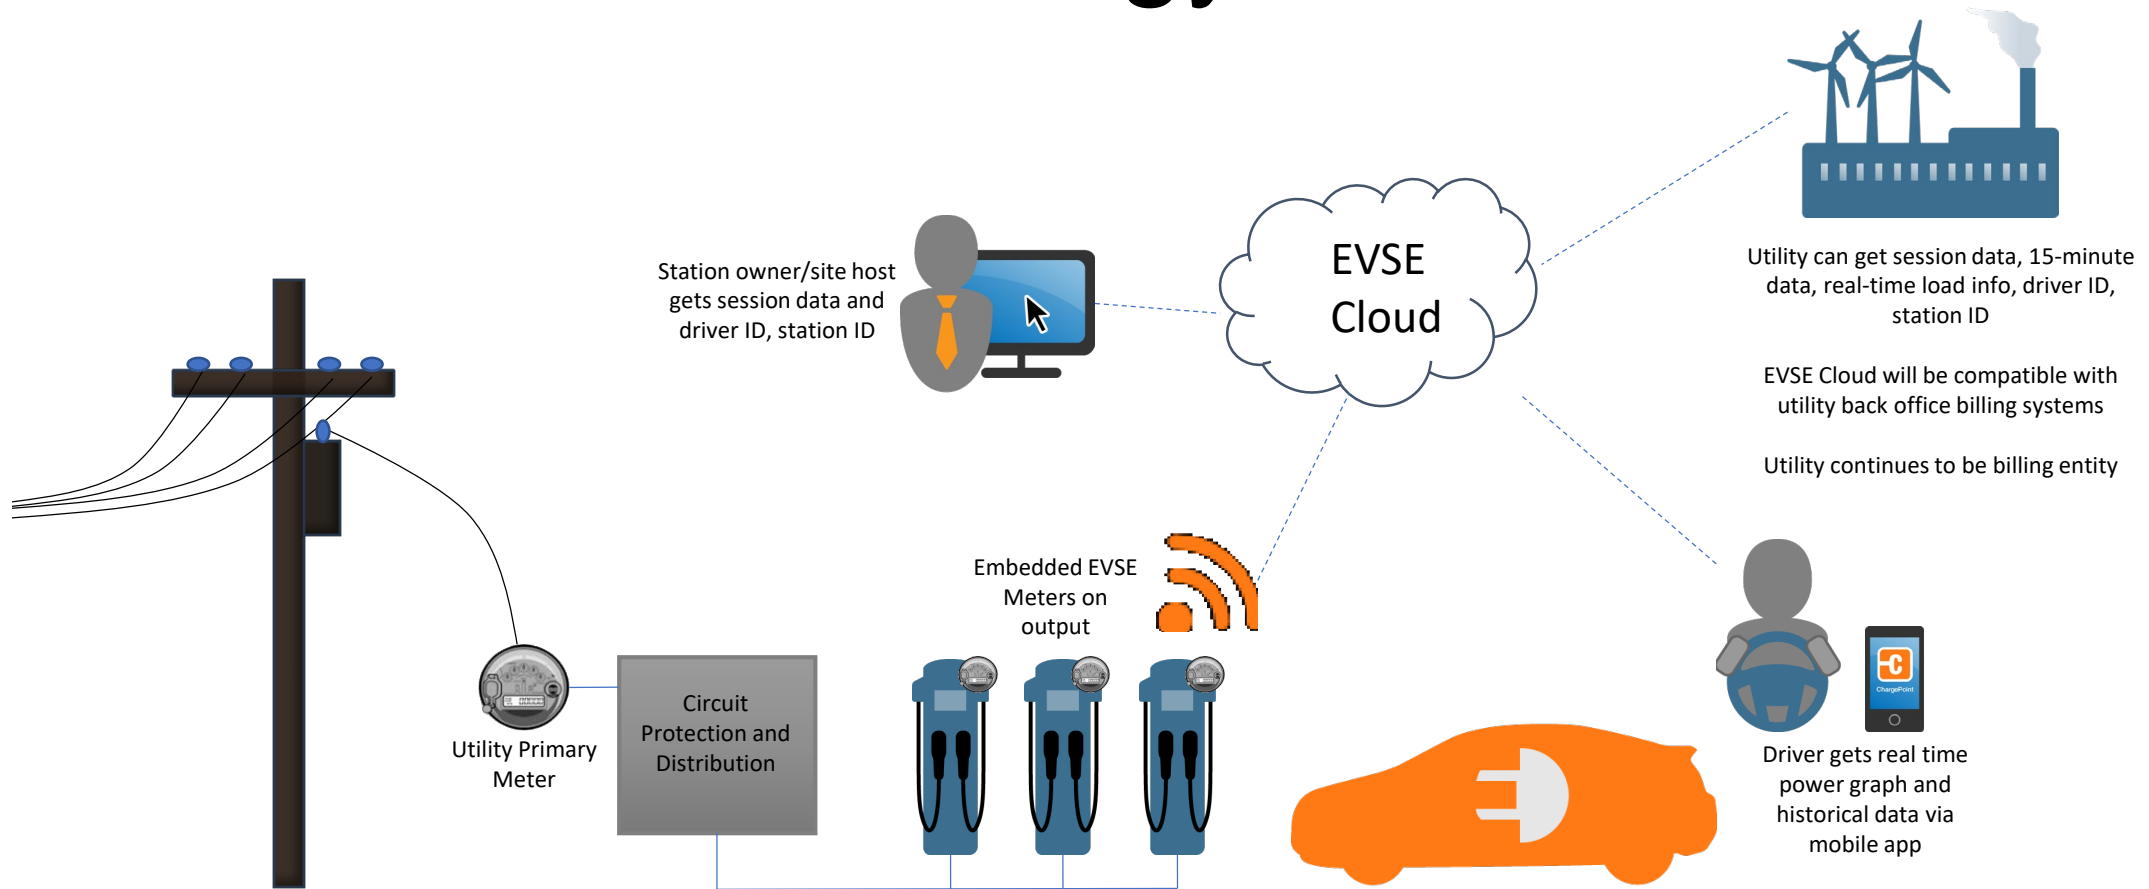 Station owner/site host
gets session data and
driver ID, station ID
EVSE
Cloud
Utility can get session data, 15-minute
data, real-time load info, driver ID,
station ID
EVSE Cloud will be compatible with
utility back office billing systems
Utility continues to be billing entity
Embedded EVSE
Meters on
output
Utility Primary
Meter
Circuit
Protection and
Distribution
ChargePoint
Driver gets real time
power graph and
historical data via
mobile app